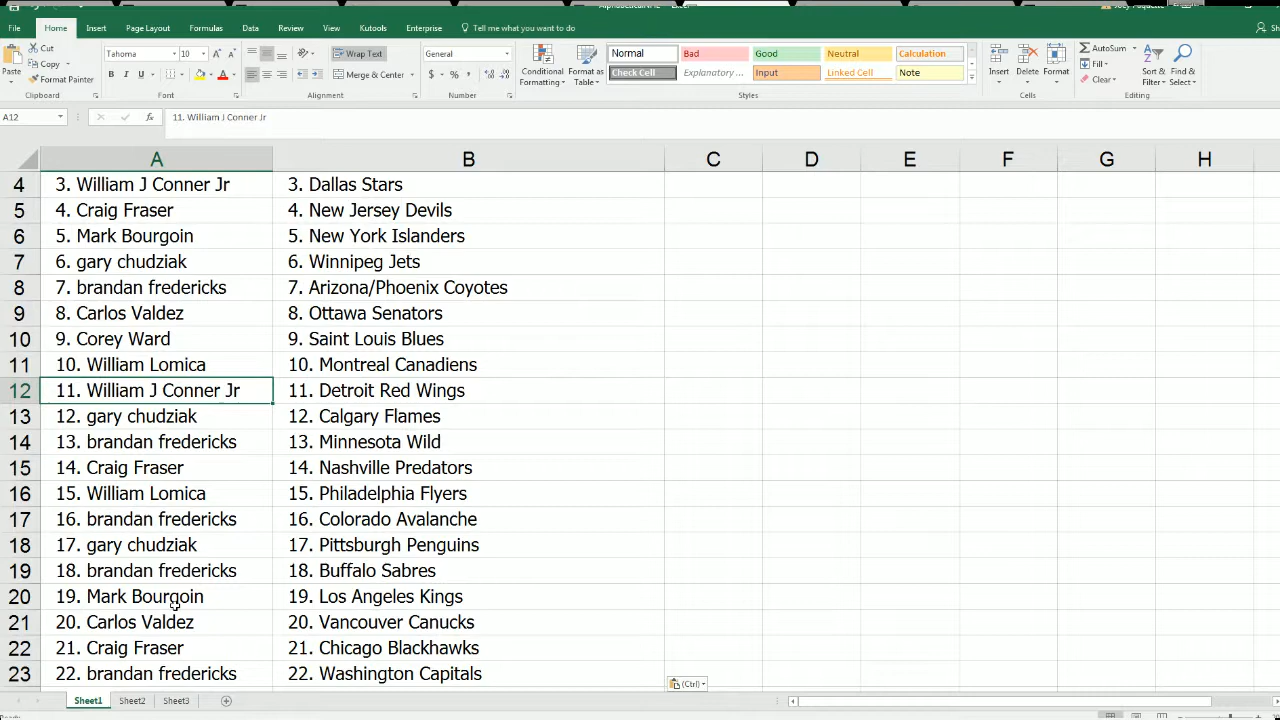 File Home Insert Page Layout Formulas Data Review View Kutools Enterprise Tell me what you want to do
Cut
Copy
Format Painter
Paste
Clipboard
Tahoma 10
B I U
Font
Wrap Text
Merge & Center
Alignment
General
$ % ,
Number
Conditional Formatting
Format as Table
Normal Bad Good Neutral Calculation
Check Cell Explanatory ... Input Linked Cell Note
Styles
Insert Delete Format
Cells
AutoSum
Fill
Clear
Sort & Filter
Find & Select
Editing
A12 fx 11. William J Conner Jr
A B C D E F G H
4 3. William J Conner Jr 3. Dallas Stars
5 4. Craig Fraser 4. New Jersey Devils
6 5. Mark Bourgoin 5. New York Islanders
7 6. gary chudziak 6. Winnipeg Jets
8 7. brandan fredericks 7. Arizona/Phoenix Coyotes
9 8. Carlos Valdez 8. Ottawa Senators
10 9. Corey Ward 9. Saint Louis Blues
11 10. William Lomica 10. Montreal Canadiens
12 11. William J Conner Jr 11. Detroit Red Wings
13 12. gary chudziak 12. Calgary Flames
14 13. brandan fredericks 13. Minnesota Wild
15 14. Craig Fraser 14. Nashville Predators
16 15. William Lomica 15. Philadelphia Flyers
17 16. brandan fredericks 16. Colorado Avalanche
18 17. gary chudziak 17. Pittsburgh Penguins
19 18. brandan fredericks 18. Buffalo Sabres
20 19. Mark Bourgoin 19. Los Angeles Kings
21 20. Carlos Valdez 20. Vancouver Canucks
22 21. Craig Fraser 21. Chicago Blackhawks
23 22. brandan fredericks 22. Washington Capitals
(Ctrl)
Sheet1 Sheet2 Sheet3